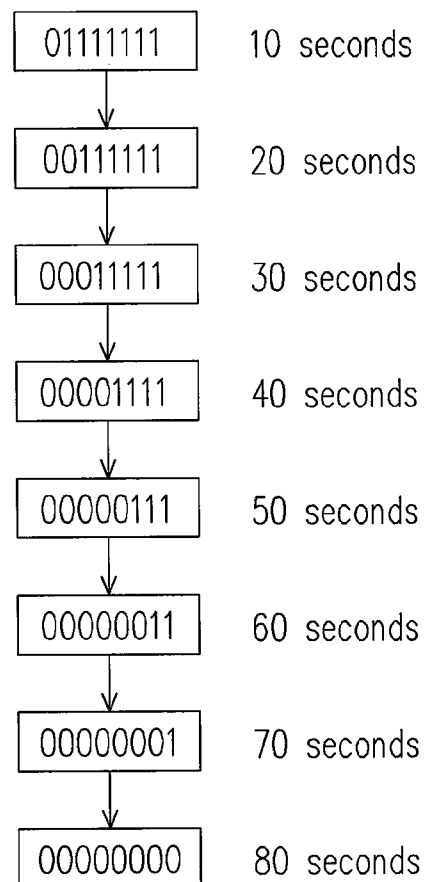 01111111 10 seconds
00111111 20 seconds
00011111 30 seconds
00001111 40 seconds
00000111 50 seconds
00000011 60 seconds
00000001 70 seconds
00000000 80 seconds